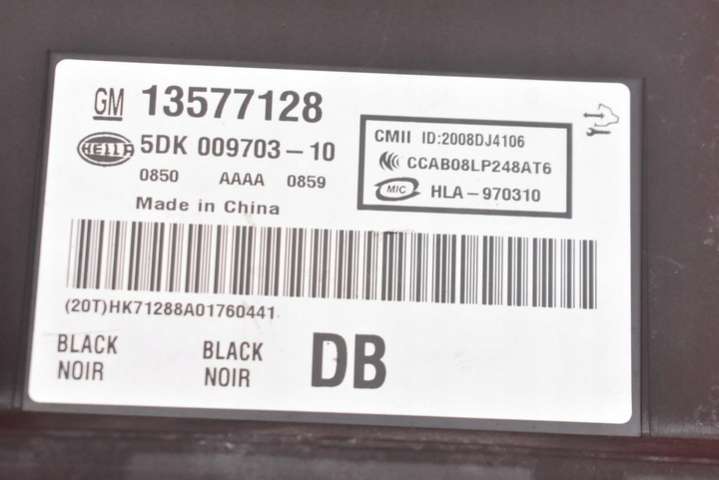 GM 13577128
HELLA 5DK 009703-10
0850 AAAA 0859
Made in China
CMII ID:2008DJ4106
CCC CCAB08LP248AT6
MIC HLA-970310
(20T)HK71288A01760441
BLACK BLACK DB
NOIR NOIR